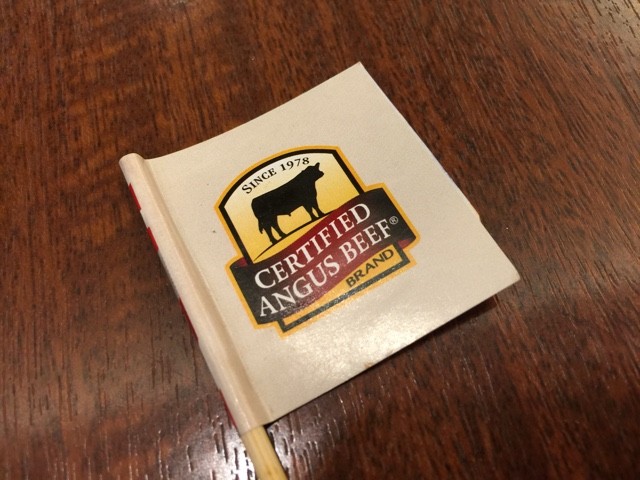 SINCE 1978
CERTIFIED
ANGUS BEEF®
BRAND